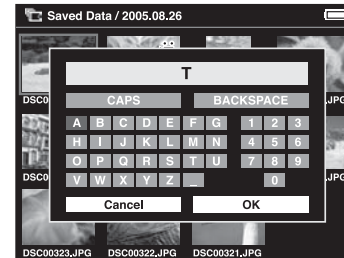 Saved Data / 2005.08.26
T
CAPS BACKSPACE
DSC0 .JPG
A B C D E F G 1 2 3
H I J K L M N 4 5 6
O P Q R S T U 7 8 9
DSC0 .JPG
V W X Y Z _ 0
Cancel OK
DSC00323.JPG DSC00322.JPG DSC00321.JPG